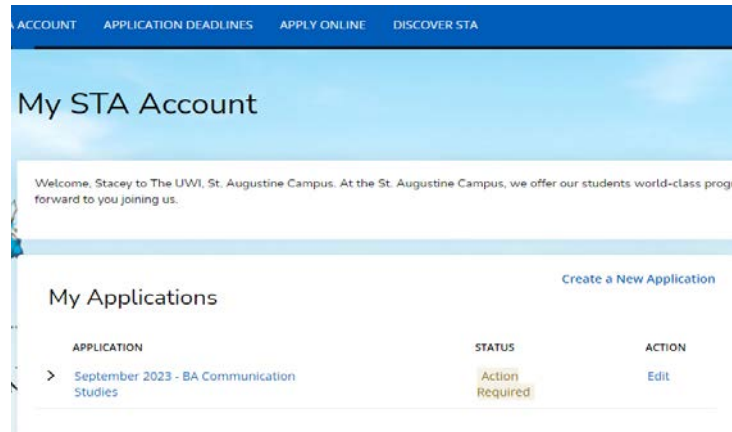 ACCOUNT APPLICATION DEADLINES APPLY ONLINE DISCOVER STA
My STA Account
Welcome, Stacey to The UWI, St. Augustine Campus. At the St. Augustine Campus, we offer our students world-class prog
forward to you joining us.
Create a New Application
My Applications
APPLICATION STATUS ACTION
September 2023 - BA Communication Action Edit
Studies Required